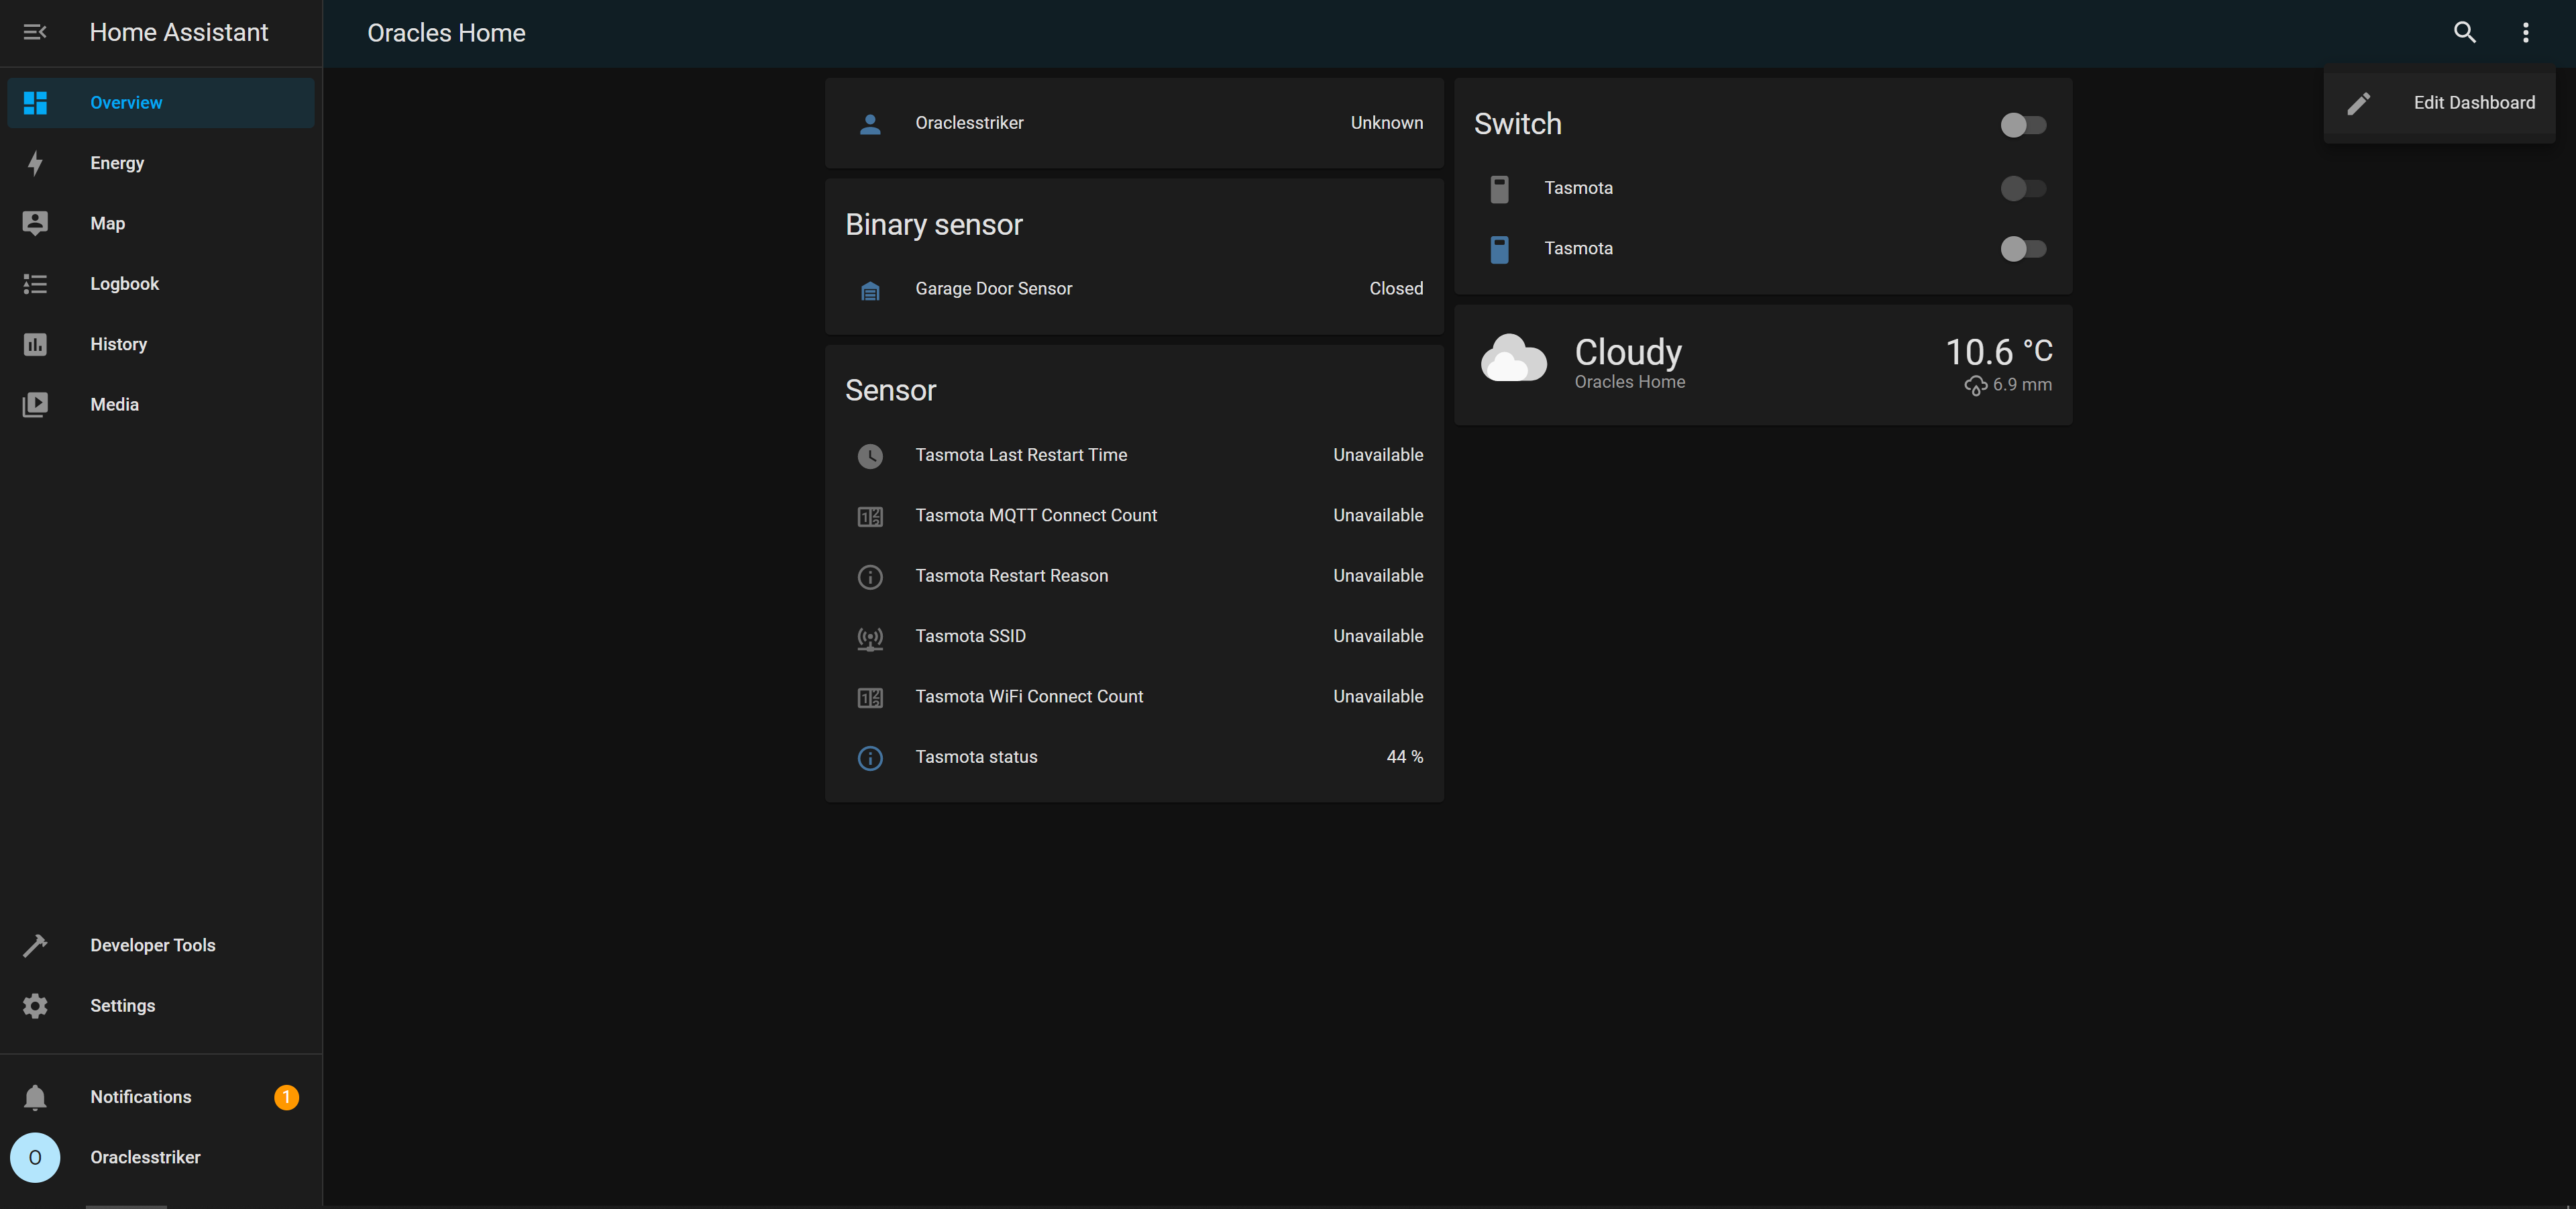 Home Assistant
Overview
Energy
Map
Logbook
History
Media
Developer Tools
Settings
Notifications 1
O Oraclesstriker
Oracles Home
Edit Dashboard
Oraclesstriker Unknown
Binary sensor
Garage Door Sensor Closed
Sensor
Tasmota Last Restart Time Unavailable
Tasmota MQTT Connect Count Unavailable
Tasmota Restart Reason Unavailable
Tasmota SSID Unavailable
Tasmota WiFi Connect Count Unavailable
Tasmota status 44 %
Switch
Tasmota
Tasmota
Cloudy 10.6 °C
Oracles Home 6.9 mm